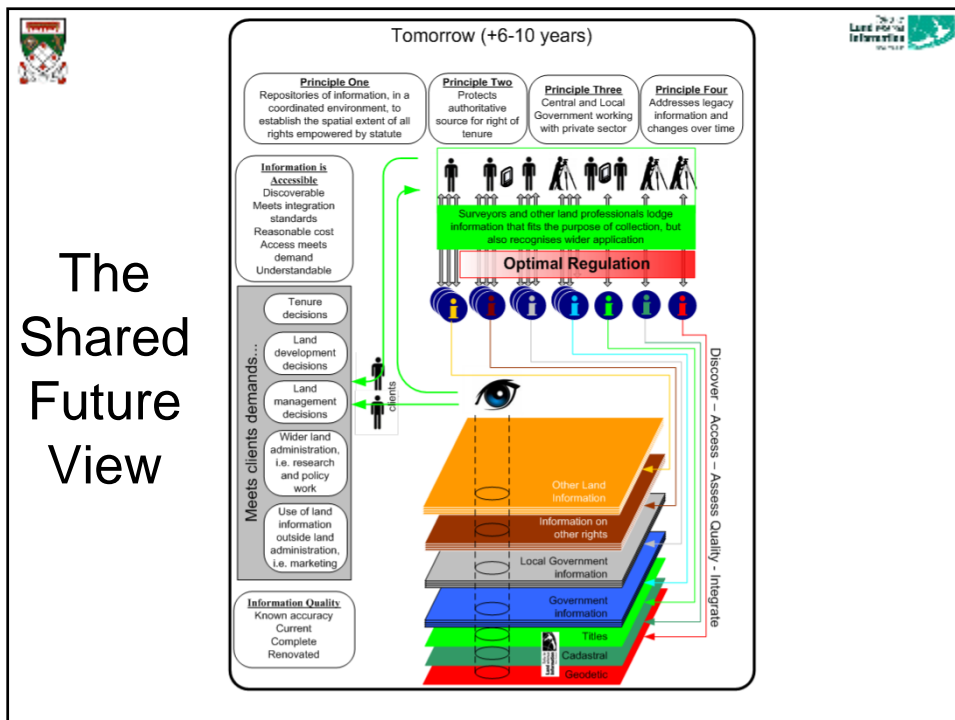 The
Shared
Future
View
Tomorrow (+6-10 years)
Principle One
Repositories of information, in a
coordinated environment, to
establish the spatial extent of all
rights empowered by statute
Principle Two
Protects
authoritative
source for right of
tenure
Principle Three
Central and Local
Government working
with private sector
Principle Four
Addresses legacy
information and
changes over time
Information is
Accessible
Discoverable
Meets integration
standards
Reasonable cost
Access meets
demand
Understandable
Surveyors and other land professionals lodge
information that fits the purpose of collection, but
also recognises wider application
Optimal Regulation
i
i
i
i
i
i
i
Meets clients demands...
Tenure
decisions
Land
development
decisions
Land
management
decisions
Wider land
administration,
i.e. research
and policy
work
Use of land
information
outside land
administration,
i.e. marketing
clients
Information Quality
Known accuracy
Current
Complete
Renovated
Other Land
Information
Information on
other rights
Local Government
information
Government
information
Titles
Cadastral
Geodetic
Discover – Access – Assess Quality - Integrate
Land
Information
Land
Information